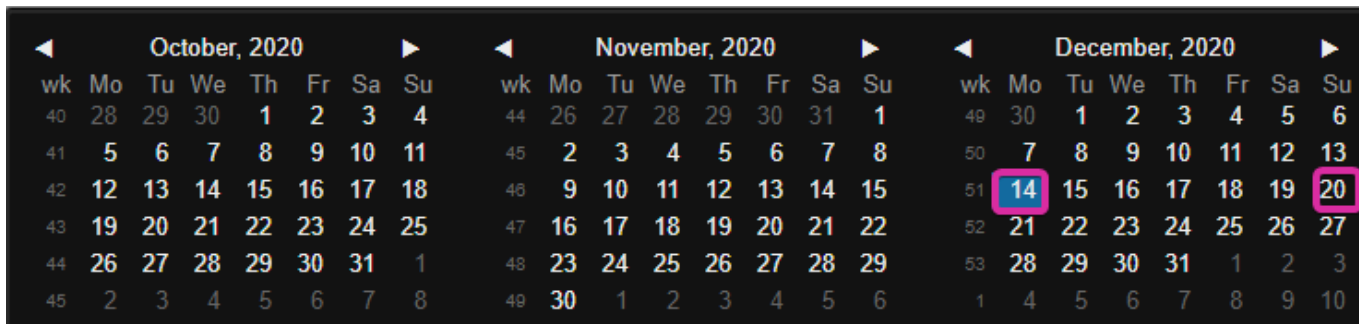 ◀ October, 2020 ▶
wk Mo Tu We Th Fr Sa Su
40 28 29 30 1 2 3 4
41 5 6 7 8 9 10 11
42 12 13 14 15 16 17 18
43 19 20 21 22 23 24 25
44 26 27 28 29 30 31 1
45 2 3 4 5 6 7 8
◀ November, 2020 ▶
wk Mo Tu We Th Fr Sa Su
44 26 27 28 29 30 31 1
45 2 3 4 5 6 7 8
46 9 10 11 12 13 14 15
47 16 17 18 19 20 21 22
48 23 24 25 26 27 28 29
49 30 1 2 3 4 5 6
◀ December, 2020 ▶
wk Mo Tu We Th Fr Sa Su
49 30 1 2 3 4 5 6
50 7 8 9 10 11 12 13
51 14 15 16 17 18 19 20
52 21 22 23 24 25 26 27
53 28 29 30 31 1 2 3
1 4 5 6 7 8 9 10